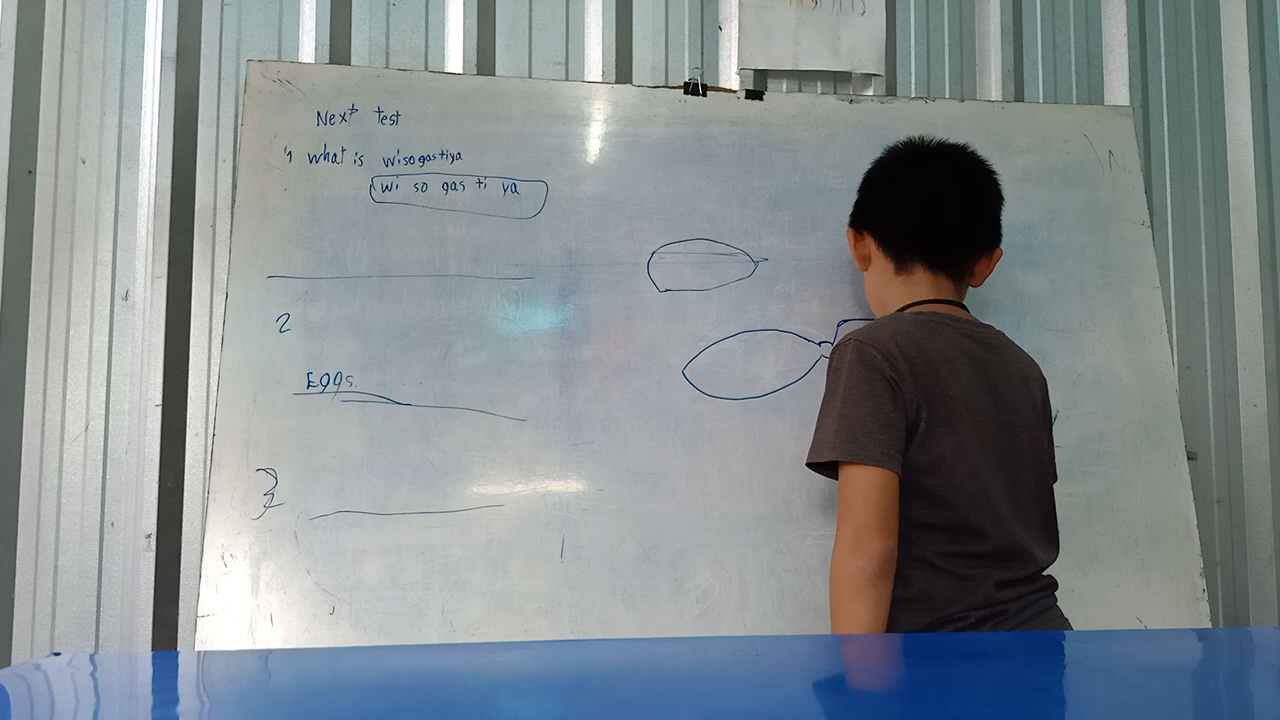 Next test
1 what is wisogastiya
wi so gas ti ya
2
Eggs.
3